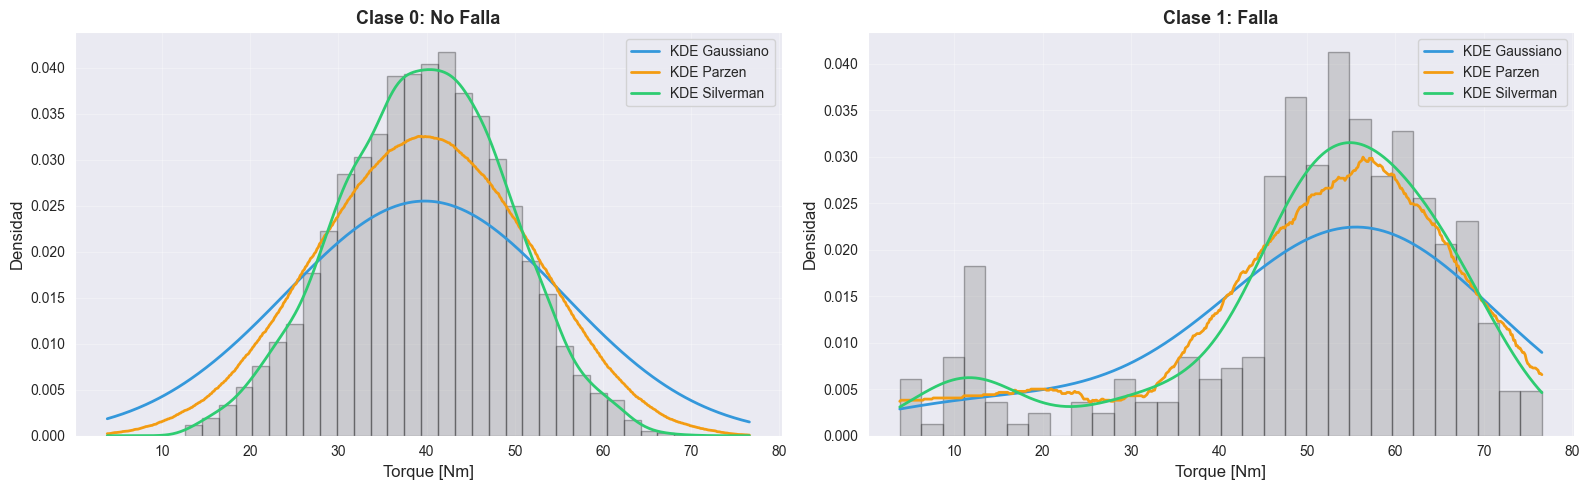 Clase 0: No Falla
KDE Gaussiano
KDE Parzen
KDE Silverman
Densidad
0.040
0.035
0.030
0.025
0.020
0.015
0.010
0.005
0.000
10 20 30 40 50 60 70 80
Torque [Nm]
Clase 1: Falla
KDE Gaussiano
KDE Parzen
KDE Silverman
Densidad
0.040
0.035
0.030
0.025
0.020
0.015
0.010
0.005
0.000
10 20 30 40 50 60 70 80
Torque [Nm]